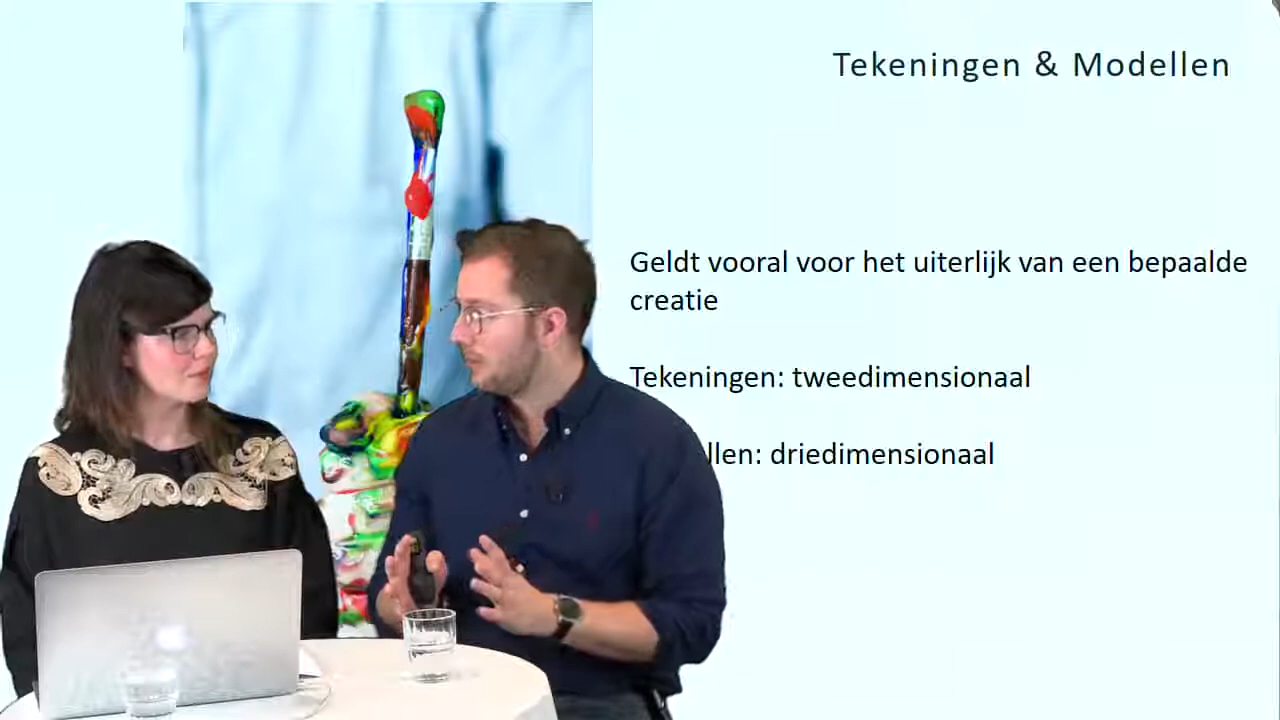 Tekeningen & Modellen
Geldt vooral voor het uiterlijk van een bepaalde
creatie
Tekeningen: tweedimensionaal
driedimensionaal